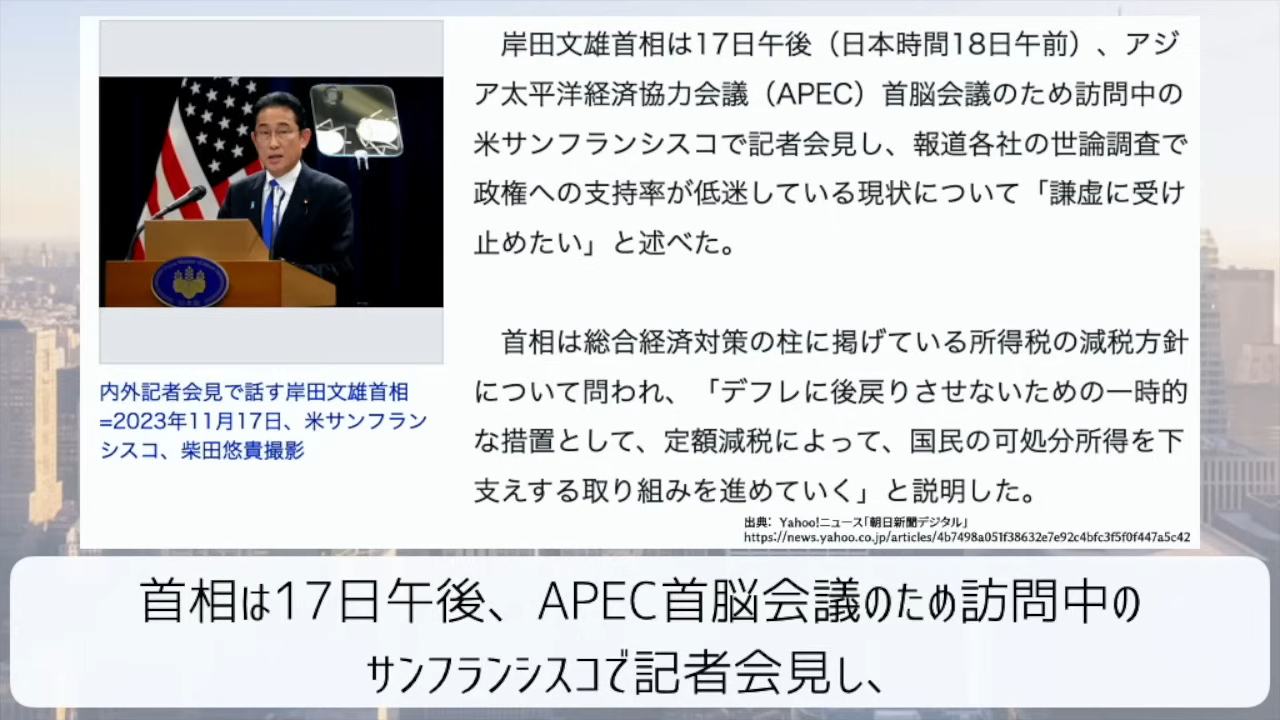 岸田文雄首相は17日午後（日本時間18日午前）、アジ
ア太平洋経済協力会議（APEC）首脳会議のため訪問中の
米サンフランシスコで記者会見し、報道各社の世論調査で
政権への支持率が低迷している現状について「謙虚に受け
止めたい」と述べた。
首相は総合経済対策の柱に掲げている所得税の減税方針
について問われ、「デフレに後戻りさせないための一時的
な措置として、定額減税によって、国民の可処分所得を下
支えする取り組みを進めていく」と説明した。
内外記者会見で話す岸田文雄首相
=2023年11月17日、米サンフラン
シスコ、柴田悠貴撮影
出典： Yahoo!ニュース「朝日新聞デジタル」
https://news.yahoo.co.jp/articles/4b7498a051f38632e7e92c4bfc3f5f0f447a5c42
首相は17日午後、APEC首脳会議のため訪問中の
サンフランシスコで記者会見し、